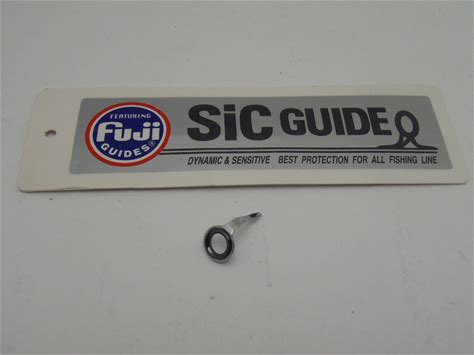 FEATURING
Fuji
GUIDES®
SiC GUIDE
DYNAMIC & SENSITIVE BEST PROTECTION FOR ALL FISHING LINE